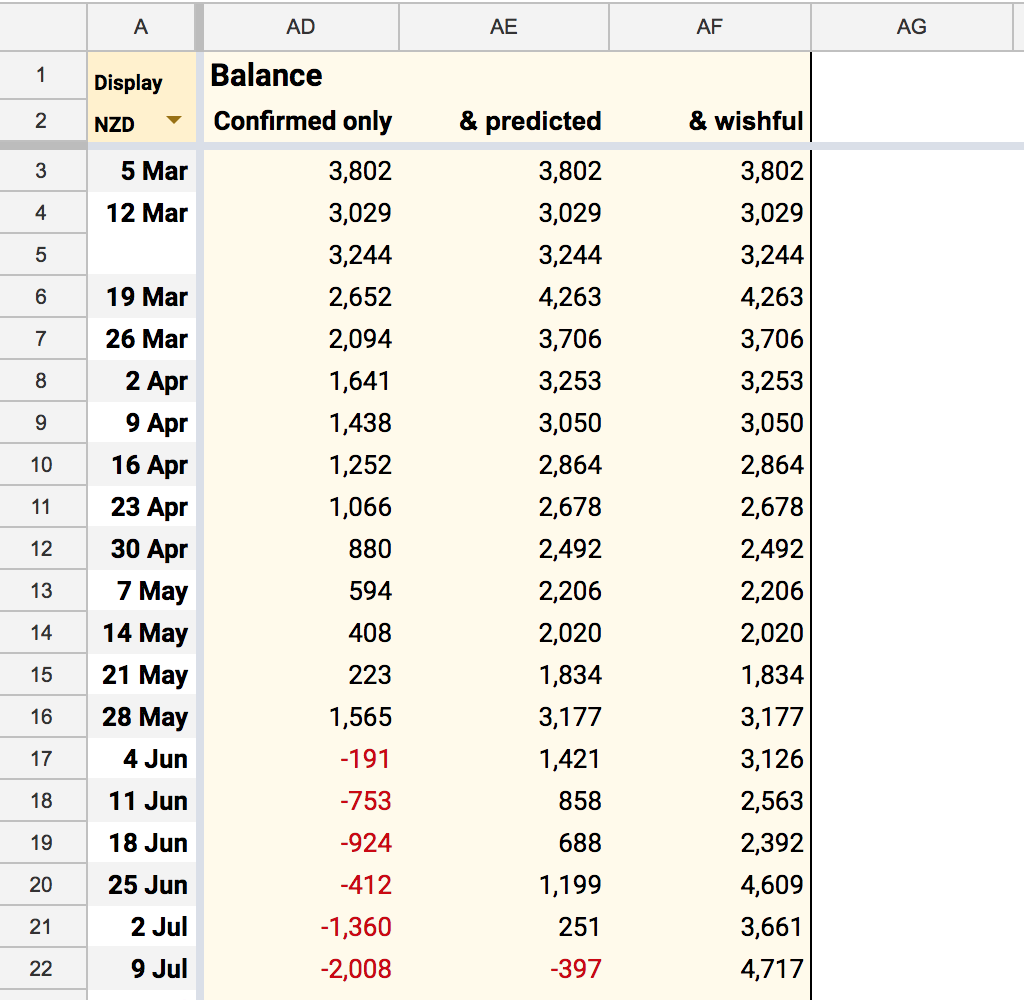 A AD AE AF AG
1 Display Balance
2 NZD Confirmed only & predicted & wishful
3 5 Mar 3,802 3,802 3,802
4 12 Mar 3,029 3,029 3,029
5 3,244 3,244 3,244
6 19 Mar 2,652 4,263 4,263
7 26 Mar 2,094 3,706 3,706
8 2 Apr 1,641 3,253 3,253
9 9 Apr 1,438 3,050 3,050
10 16 Apr 1,252 2,864 2,864
11 23 Apr 1,066 2,678 2,678
12 30 Apr 880 2,492 2,492
13 7 May 594 2,206 2,206
14 14 May 408 2,020 2,020
15 21 May 223 1,834 1,834
16 28 May 1,565 3,177 3,177
17 4 Jun -191 1,421 3,126
18 11 Jun -753 858 2,563
19 18 Jun -924 688 2,392
20 25 Jun -412 1,199 4,609
21 2 Jul -1,360 251 3,661
22 9 Jul -2,008 -397 4,717